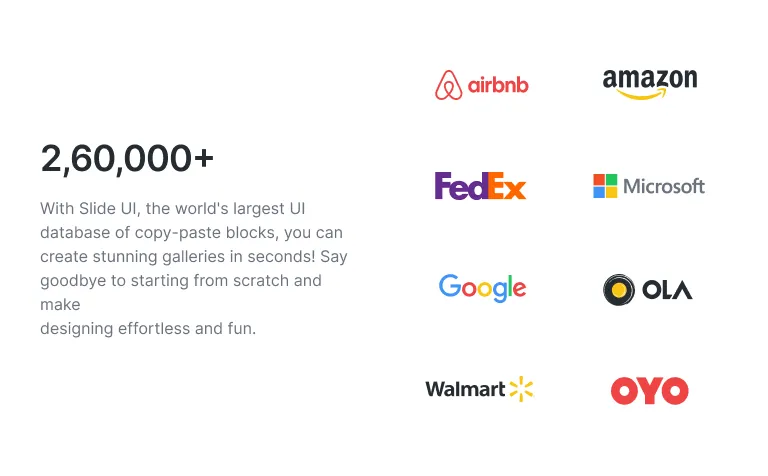 2,60,000+
With Slide UI, the world's largest UI
database of copy-paste blocks, you can
create stunning galleries in seconds! Say
goodbye to starting from scratch and
make
designing effortless and fun.
airbnb
amazon
FedEx
Microsoft
Google
OLA
Walmart
OYO